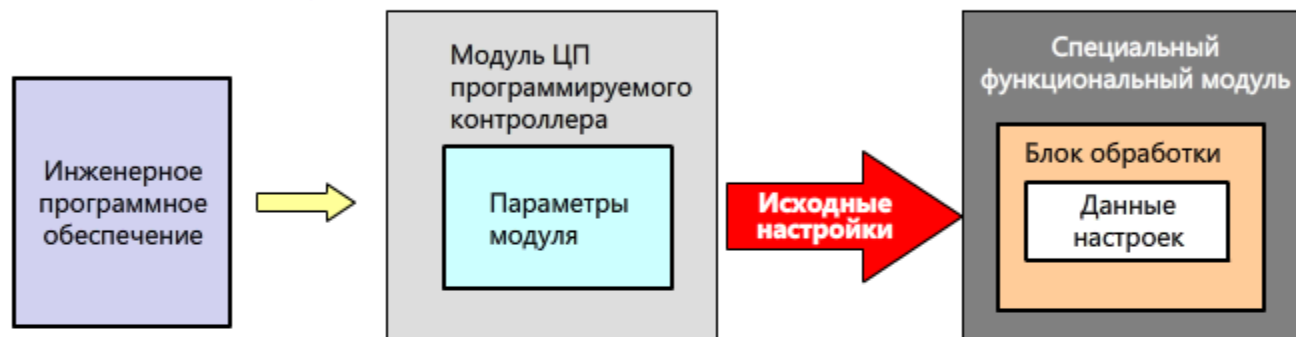 Инженерное
программное
обеспечение
Модуль ЦП
программируемого
контроллера
Параметры
модуля
Исходные
настройки
Специальный
функциональный модуль
Блок обработки
Данные
настроек